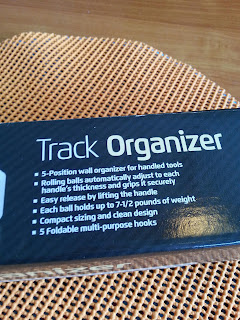 Track Organizer
▪ 5-Position wall organizer for handled tools
▪ Rolling balls automatically adjust to each
handle's thickness and grips it securely
▪ Easy release by lifting the handle
▪ Each ball holds up to 7-1/2 pounds of weight
▪ Compact sizing and clean design
▪ 5 Foldable multi-purpose hooks